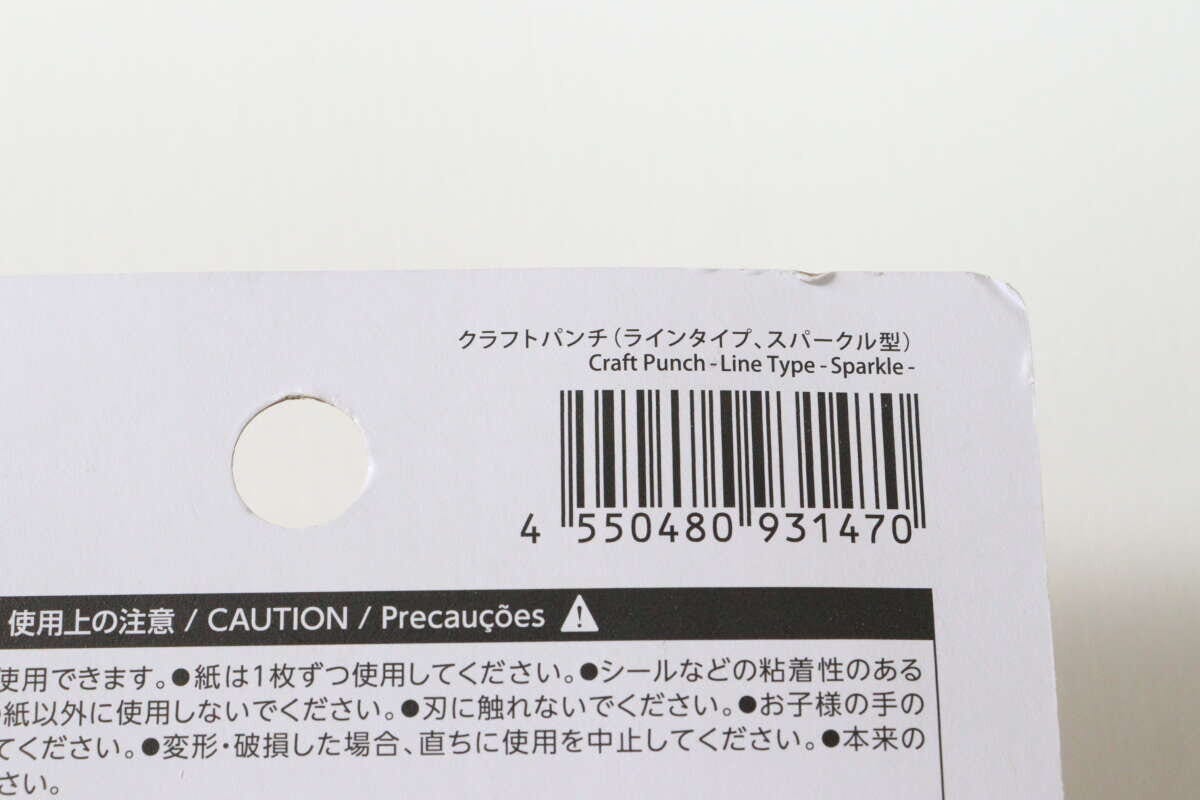 クラフトパンチ（ラインタイプ、スパークル型）
Craft Punch - Line Type - Sparkle -
4 550480 931470
使用上の注意 / CAUTION / Precauções
使用できます。●紙は1枚ずつ使用してください。●シールなどの粘着性のある
紙以外に使用しないでください。●刃に触れないでください。●お子様の手の
てください。●変形・破損した場合、直ちに使用を中止してください。●本来の
さい。